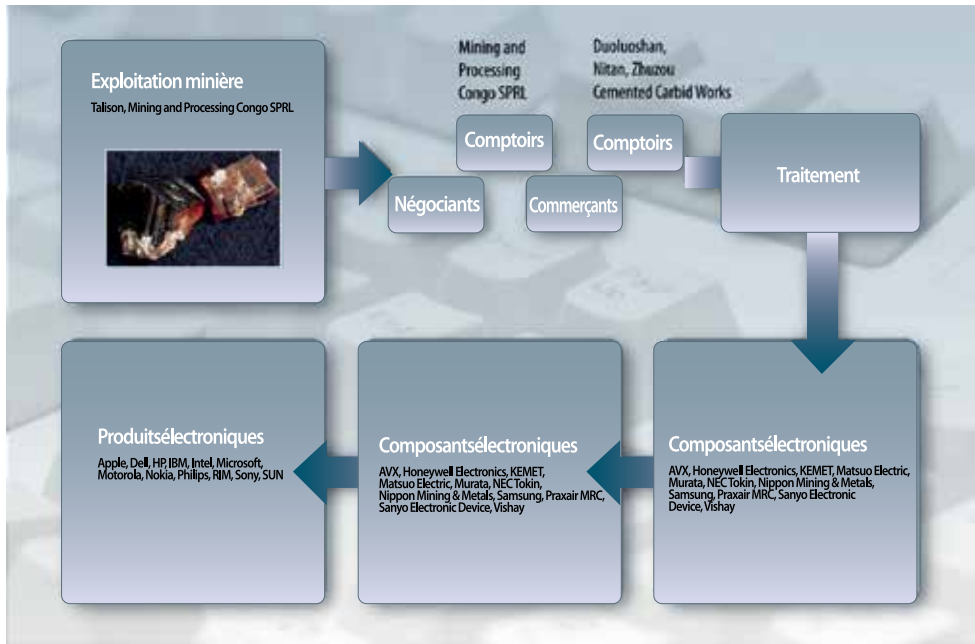 Exploitation minière
Talison, Mining and Processing Congo SPRL
Mining and
Processing
Congo SPRL
Duoluoshan,
Nitan, Zhuzou
Cemented Carbid Works
Comptoirs
Comptoirs
Négociants
Commerçants
Traitement
Produitsélectroniques
Apple, Dell, HP, IBM, Intel, Microsoft,
Motorola, Nokia, Philips, RIM, Sony, SUN
Composantsélectroniques
AVX, Honeywell Electronics, KEMET,
Matsuo Electric, Murata, NEC Tokin,
Nippon Mining & Metals, Samsung, Praxair MRC,
Sanyo Electronic Device, Vishay
Composantsélectroniques
AVX, Honeywell Electronics, KEMET, Matsuo Electric,
Murata, NEC Tokin, Nippon Mining & Metals,
Samsung, Praxair MRC, Sanyo Electronic
Device, Vishay